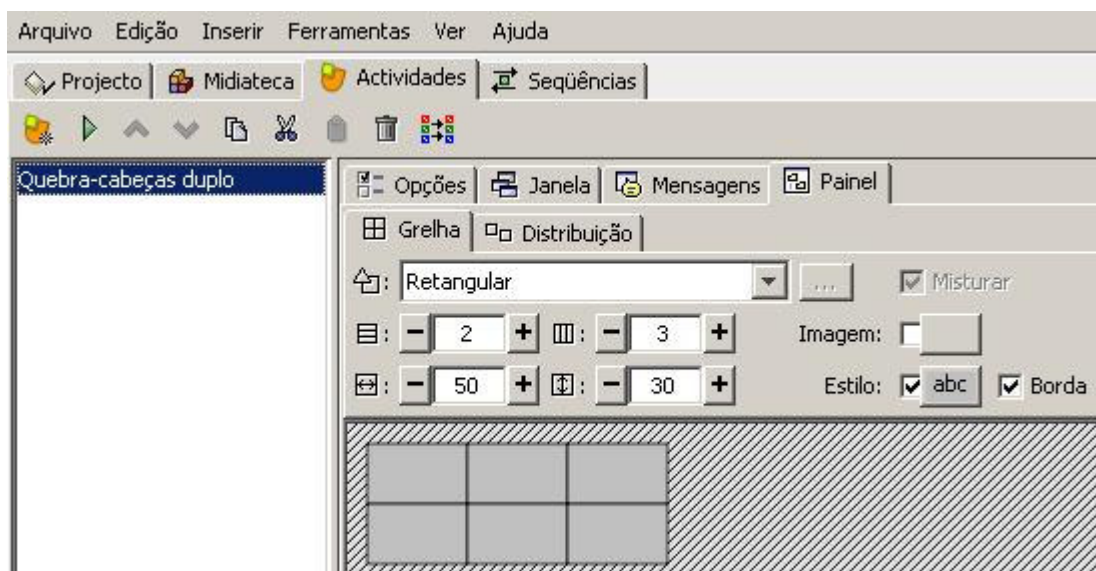 Arquivo Edição Inserir Ferramentas Ver Ajuda
Projecto Midiateca Actividades Seqüências
Quebra-cabeças duplo
Opções Janela Mensagens Painel
Grelha Distribuição
: Retangular ... Misturar
: - 2 + : - 3 + Imagem:
: - 50 + : - 30 + Estilo: abc Borda